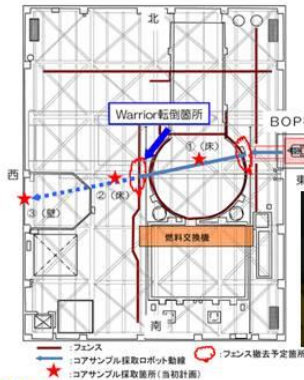 北
Warrior転倒箇所
BOP
① (床)
西
② (床)
東
③ (壁)
燃料交換機
南
:フェンス
:コアサンプル採取ロボット動線
:フェンス撤去予定箇所
:コアサンプル採取箇所(当初計画)